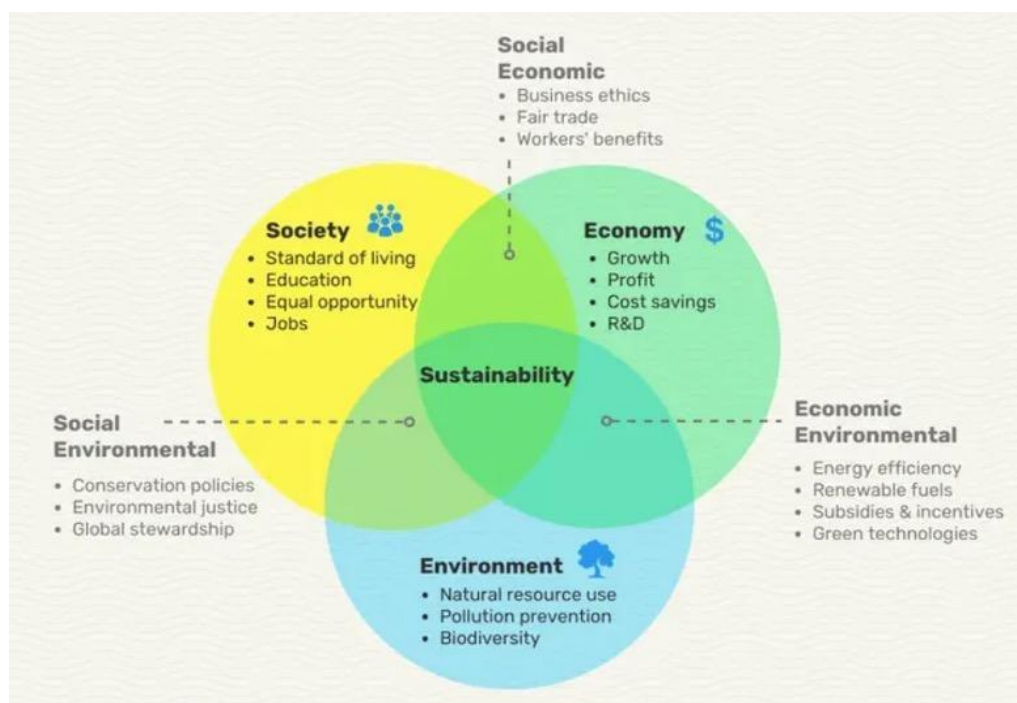 Social
Economic
• Business ethics
• Fair trade
• Workers' benefits
Society
• Standard of living
• Education
• Equal opportunity
• Jobs
Economy $
• Growth
• Profit
• Cost savings
• R&D
Sustainability
Social
Environmental
• Conservation policies
• Environmental justice
• Global stewardship
Economic
Environmental
• Energy efficiency
• Renewable fuels
• Subsidies & incentives
• Green technologies
Environment
• Natural resource use
• Pollution prevention
• Biodiversity